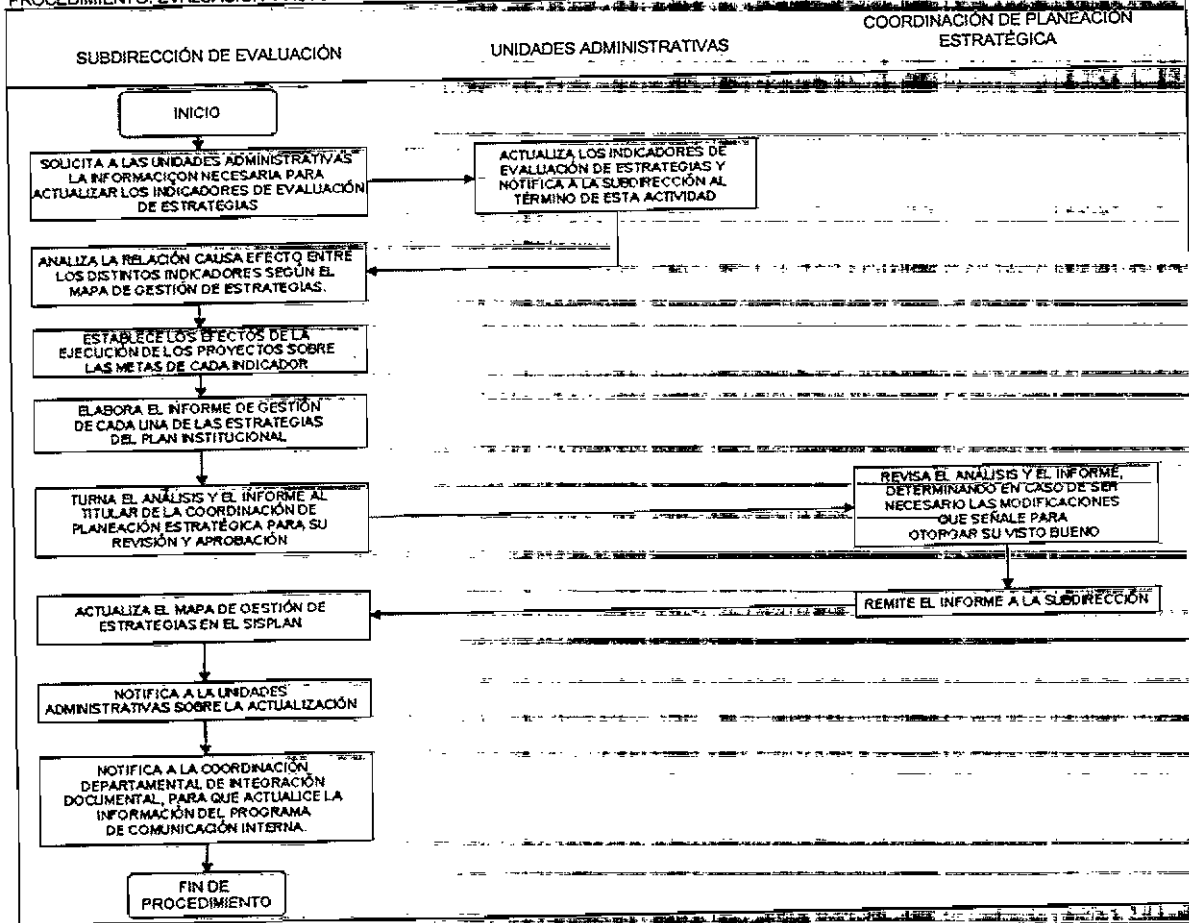 PROCEDIMIENTO: EVALUACIÓN
SUBDIRECCIÓN DE EVALUACIÓN
UNIDADES ADMINISTRATIVAS
COORDINACIÓN DE PLANEACIÓN
ESTRATÉGICA
INICIO
SOLICITA A LAS UNIDADES ADMINISTRATIVAS
LA INFORMACIÇON NECESARIA PARA
ACTUALIZAR LOS INDICADORES DE EVALUACIÓN
DE ESTRATEGIAS
ACTUALIZA LOS INDICADORES DE
EVALUACIÓN DE ESTRATEGIAS Y
NOTIFICA A LA SUBDIRECCIÓN AL
TÉRMINO DE ESTA ACTIVIDAD
ANALIZA LA RELACIÓN CAUSA EFECTO ENTRE
LOS DISTINTOS INDICADORES SEGÚN EL
MAPA DE GESTIÓN DE ESTRATEGIAS.
ESTABLECE LOS EFECTOS DE LA
EJECUCIÓN DE LOS PROYECTOS SOBRE
LAS METAS DE CADA INDICADOR
ELABORA EL INFORME DE GESTIÓN
DE CADA UNA DE LAS ESTRATEGIAS
DEL PLAN INSTITUCIONAL
TURNA EL ANÁLISIS Y EL INFORME AL
TITULAR DE LA COORDINACIÓN DE
PLANEACIÓN ESTRATÉGICA PARA SU
REVISIÓN Y APROBACIÓN
REVISA EL ANÁLISIS Y EL INFORME,
DETERMINANDO EN CASO DE SER
NECESARIO LAS MODIFICACIONES
QUE SEÑALE PARA
OTORGAR SU VISTO BUENO
REMITE EL INFORME A LA SUBDIRECCIÓN
ACTUALIZA EL MAPA DE GESTIÓN DE
ESTRATEGIAS EN EL SISPLAN
NOTIFICA A LA UNIDADES
ADMINISTRATIVAS SOBRE LA ACTUALIZACIÓN
NOTIFICA A LA COORDINACIÓN
DEPARTAMENTAL DE INTEGRACIÓN
DOCUMENTAL, PARA QUE ACTUALICE LA
INFORMACIÓN DEL PROGRAMA
DE COMUNICACIÓN INTERNA.
FIN DE
PROCEDIMIENTO